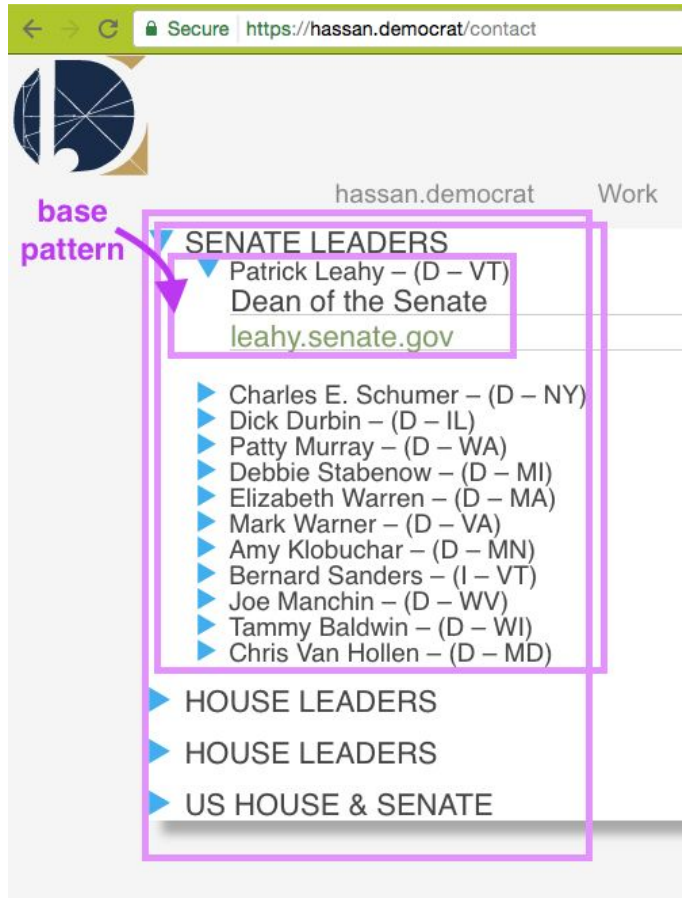 Secure https://hassan.democrat/contact
hassan.democrat Work
base
pattern
SENATE LEADERS
Patrick Leahy – (D – VT)
Dean of the Senate
leahy.senate.gov
Charles E. Schumer – (D – NY)
Dick Durbin – (D – IL)
Patty Murray – (D – WA)
Debbie Stabenow – (D – MI)
Elizabeth Warren – (D – MA)
Mark Warner – (D – VA)
Amy Klobuchar – (D – MN)
Bernard Sanders – (I – VT)
Joe Manchin – (D – WV)
Tammy Baldwin – (D – WI)
Chris Van Hollen – (D – MD)
HOUSE LEADERS
HOUSE LEADERS
US HOUSE & SENATE